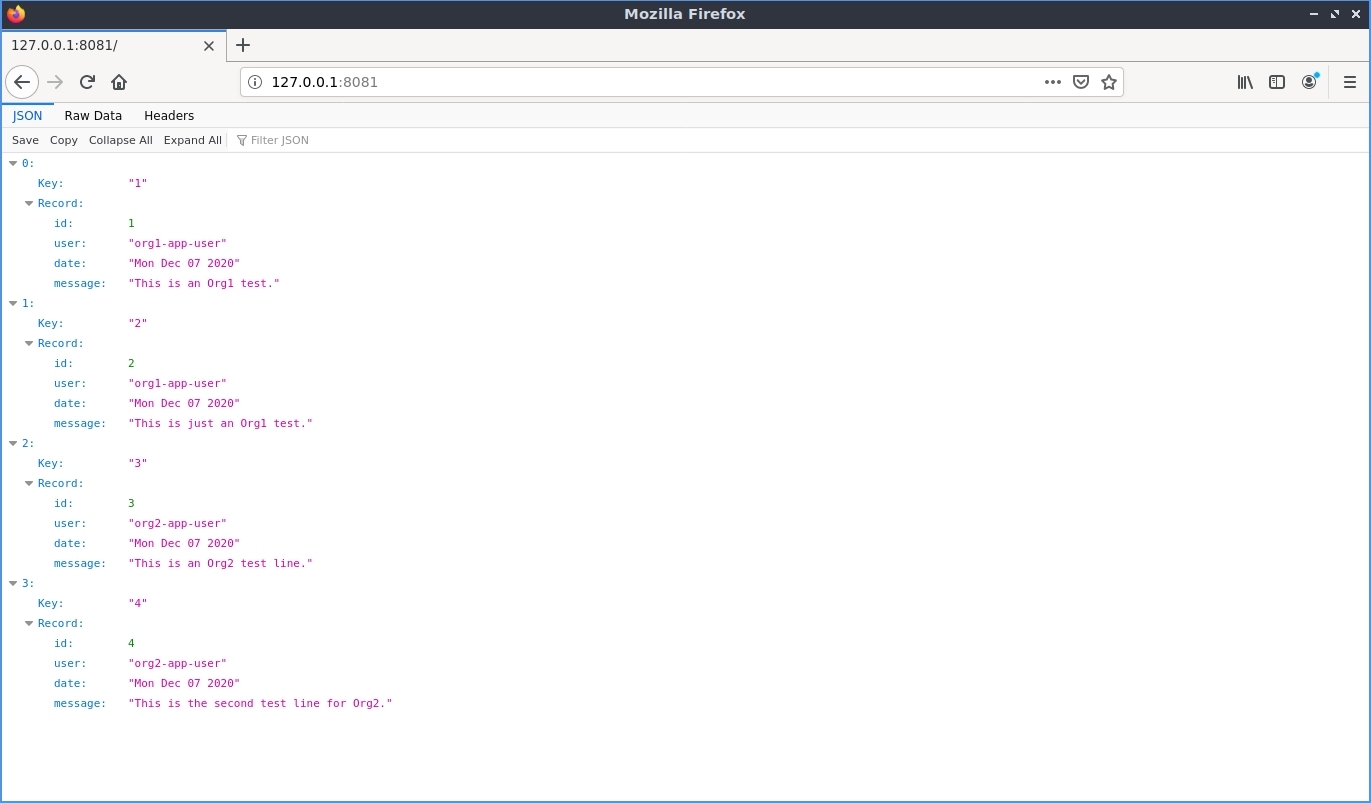 Mozilla Firefox
127.0.0.1:8081/
127.0.0.1:8081
JSON Raw Data Headers
Save Copy Collapse All Expand All Filter JSON
0:
Key: "1"
Record:
id: 1
user: "org1-app-user"
date: "Mon Dec 07 2020"
message: "This is an Org1 test."
1:
Key: "2"
Record:
id: 2
user: "org1-app-user"
date: "Mon Dec 07 2020"
message: "This is just an Org1 test."
2:
Key: "3"
Record:
id: 3
user: "org2-app-user"
date: "Mon Dec 07 2020"
message: "This is an Org2 test line."
3:
Key: "4"
Record:
id: 4
user: "org2-app-user"
date: "Mon Dec 07 2020"
message: "This is the second test line for Org2."